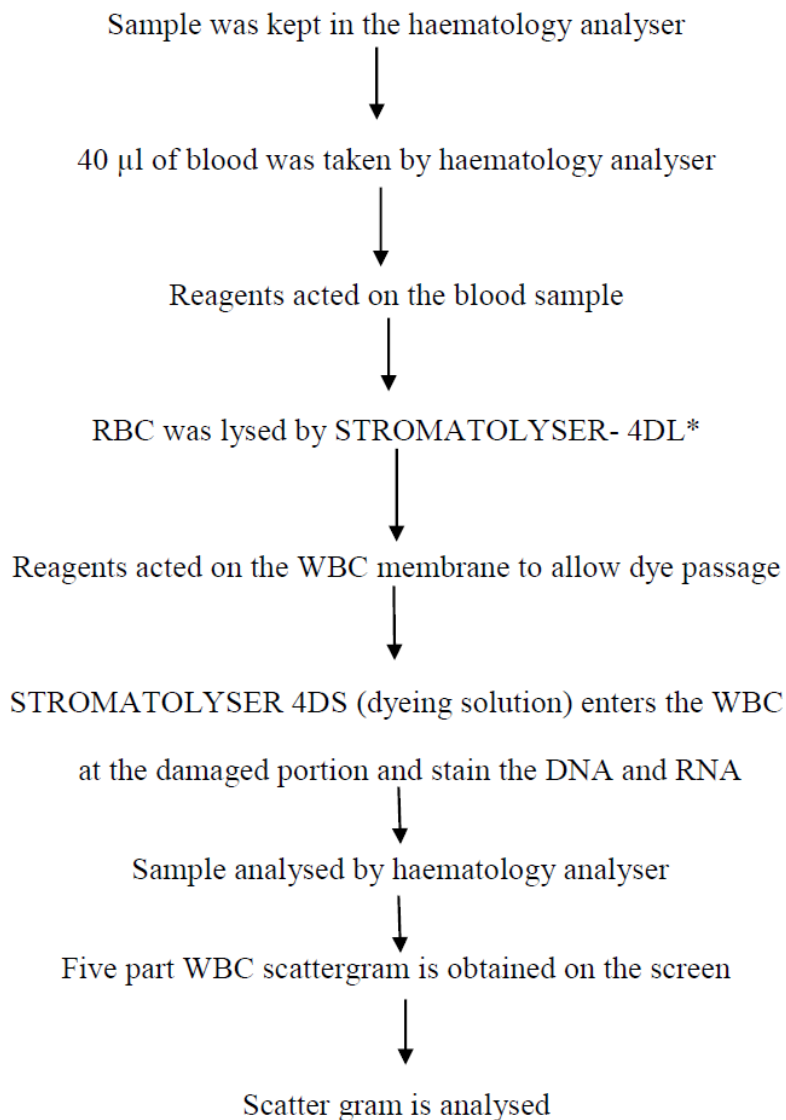 Sample was kept in the haematology analyser
40 µl of blood was taken by haematology analyser
Reagents acted on the blood sample
RBC was lysed by STROMATOLYSER- 4DL*
Reagents acted on the WBC membrane to allow dye passage
STROMATOLYSER 4DS (dyeing solution) enters the WBC
at the damaged portion and stain the DNA and RNA
Sample analysed by haematology analyser
Five part WBC scattergram is obtained on the screen
Scatter gram is analysed